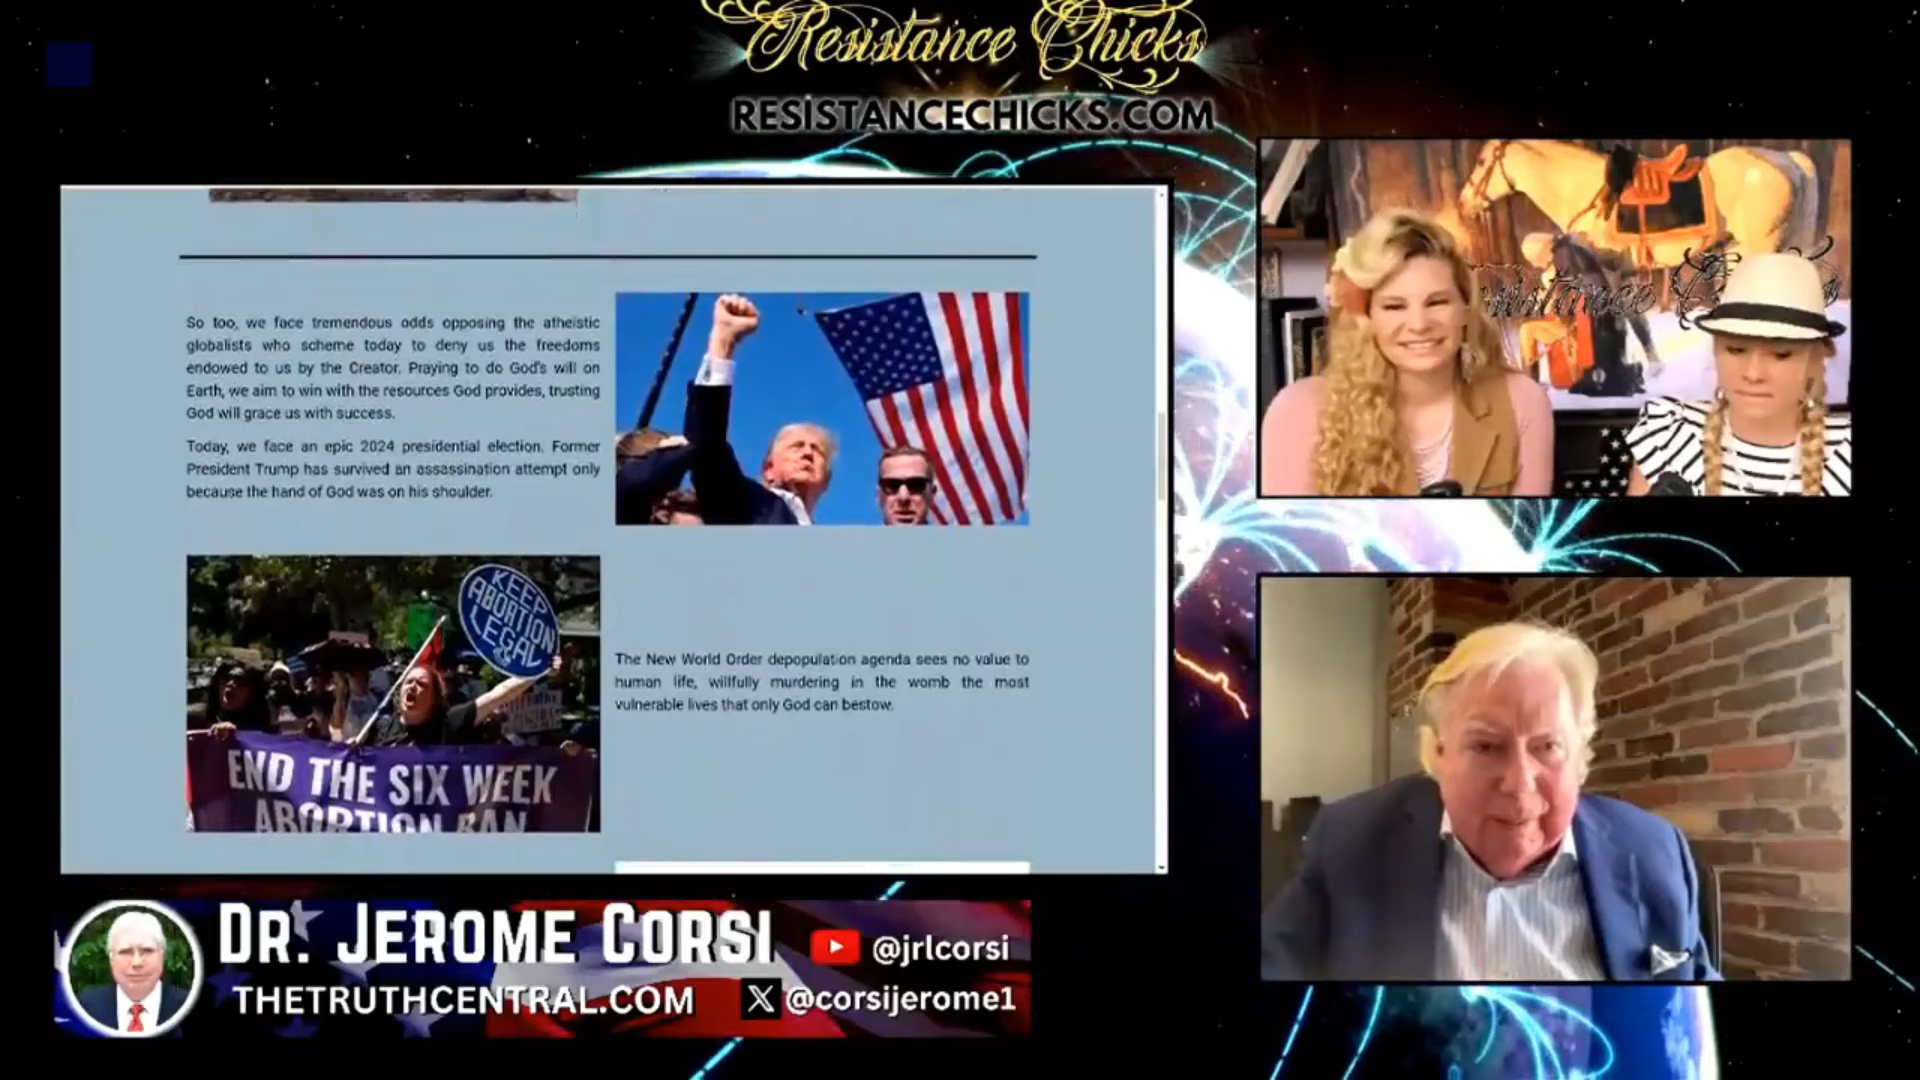 Resistance Chicks
RESISTANCECHICKS.COM
So too, we face tremendous odds opposing the atheistic
globalists who scheme today to deny us the freedoms
endowed to us by the Creator. Praying to do God's will on
Earth, we aim to win with the resources God provides, trusting
God will grace us with success.
Today, we face an epic 2024 presidential election. Former
President Trump has survived an assassination attempt only
because the hand of God was on his shoulder.
KEEP
ABORTION
LEGAL
END THE SIX WEEK
ABORTION BAN
The New World Order depopulation agenda sees no value to
human life, willfully murdering in the womb the most
vulnerable lives that only God can bestow.
DR. JEROME CORSI
@jrlcorsi
THETRUTHCENTRAL.COM
@corsijerome1